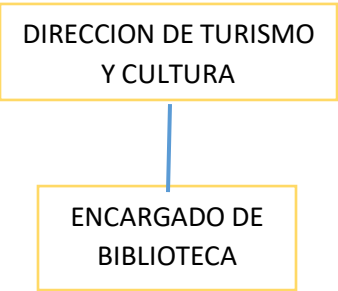 DIRECCION DE TURISMO
Y CULTURA
ENCARGADO DE
BIBLIOTECA